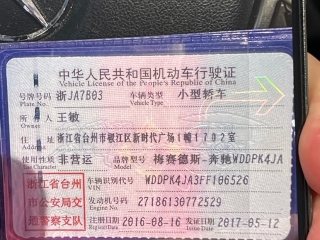 中华人民共和国机动车行驶证
Vehicle License of the People's Republic of China
号牌号码 浙JA7B03 车辆类型 小型轿车
Plate No. Vehicle Type
所有人 王敏
住址 浙江省台州市椒江区新时代广场1幢1702室
使用性质 非营运 品牌型号 梅赛德斬-奔驰WDDPK4JA
浙江省台州市公安局交通警察支队
车辆识别代号 WDDPK4JA3FF106526
VIN
发动机号码 27186130772529
Engine No.
注册日期 2016-08-16 发证日期 2017-05-12